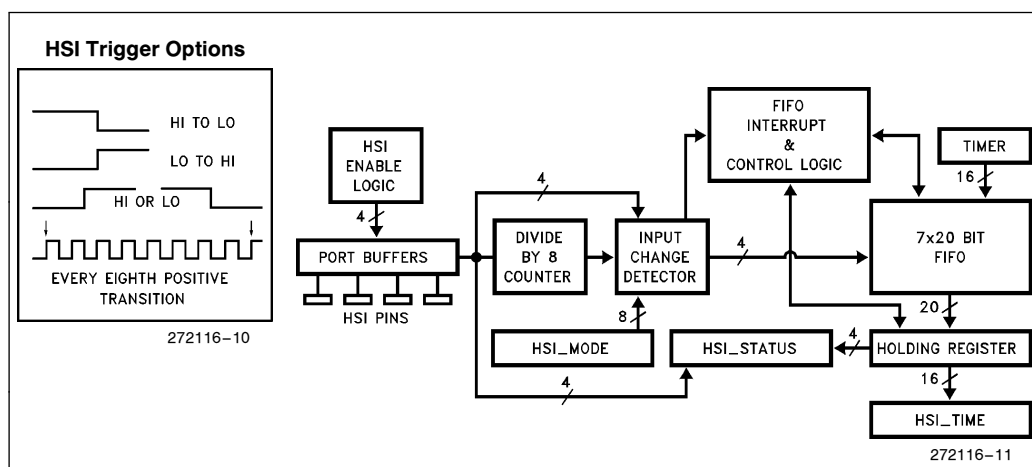 HSI Trigger Options
HI TO LO
LO TO HI
HI OR LO
EVERY EIGHTH POSITIVE
TRANSITION
272116–10
HSI
ENABLE
LOGIC
4
PORT BUFFERS
HSI PINS
4
DIVIDE
BY 8
COUNTER
INPUT
CHANGE
DETECTOR
8
HSI_MODE
4
FIFO
INTERRUPT
&
CONTROL LOGIC
TIMER
16
4
7x20 BIT
FIFO
20
HSI_STATUS
4
HOLDING REGISTER
16
HSI_TIME
272116–11